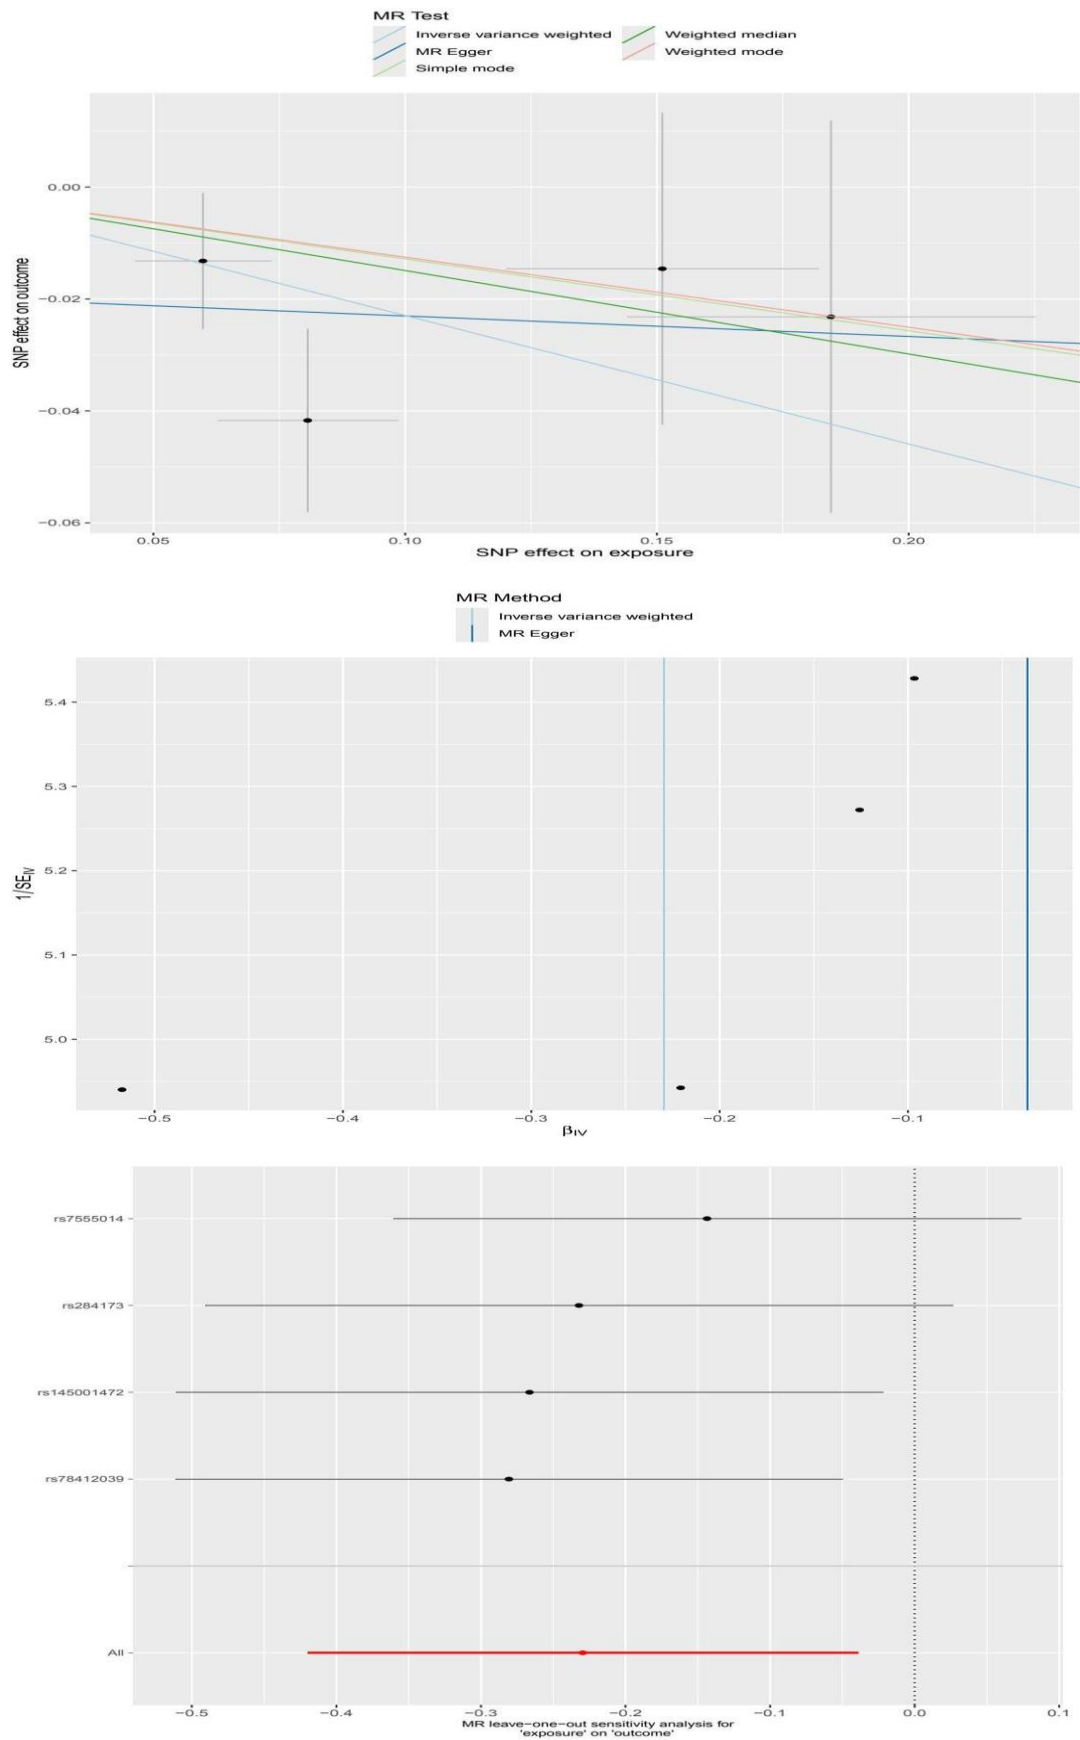 MR Test
Inverse variance weighted
MR Egger
Simple mode
Weighted median
Weighted mode
SNP effect on outcome
0.00
−0.02
−0.04
−0.06
0.05 0.10 0.15 0.20
SNP effect on exposure
MR Method
Inverse variance weighted
MR Egger
1/SEIV
5.4
5.3
5.2
5.1
5.0
−0.5 −0.4 −0.3 −0.2 −0.1
βIV
rs7555014
rs284173
rs145001472
rs78412039
All
−0.5 −0.4 −0.3 −0.2 −0.1 0.0 0.1
MR leave−one−out sensitivity analysis for
'exposure' on 'outcome'